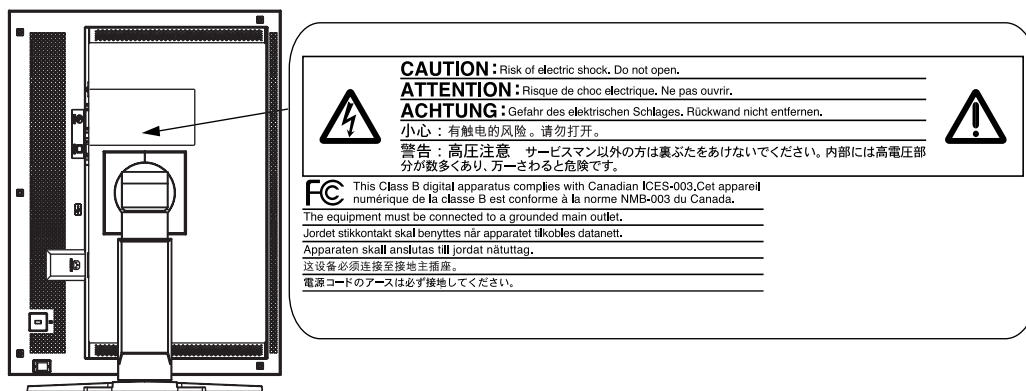 CAUTION : Risk of electric shock. Do not open.
ATTENTION : Risque de choc electrique. Ne pas ouvrir.
ACHTUNG : Gefahr des elektrischen Schlages. Rückwand nicht entfernen.
小心 : 有触电的风险。请勿打开。
警告 : 高圧注意 サービスマン以外の方は裏ぶたをあけないでください。内部には高電圧部
分が数多くあり、万一さわると危険です。
FC This Class B digital apparatus complies with Canadian ICES-003.Cet appareil
numérique de la classe B est conforme à la norme NMB-003 du Canada.
The equipment must be connected to a grounded main outlet.
Jordet stikkontakt skal benyttes når apparatet tilkobles datanett.
Apparaten skall anslutas till jordat nätuttag.
这设备必须连接至接地主插座。
電源コードのアースは必ず接地してください。